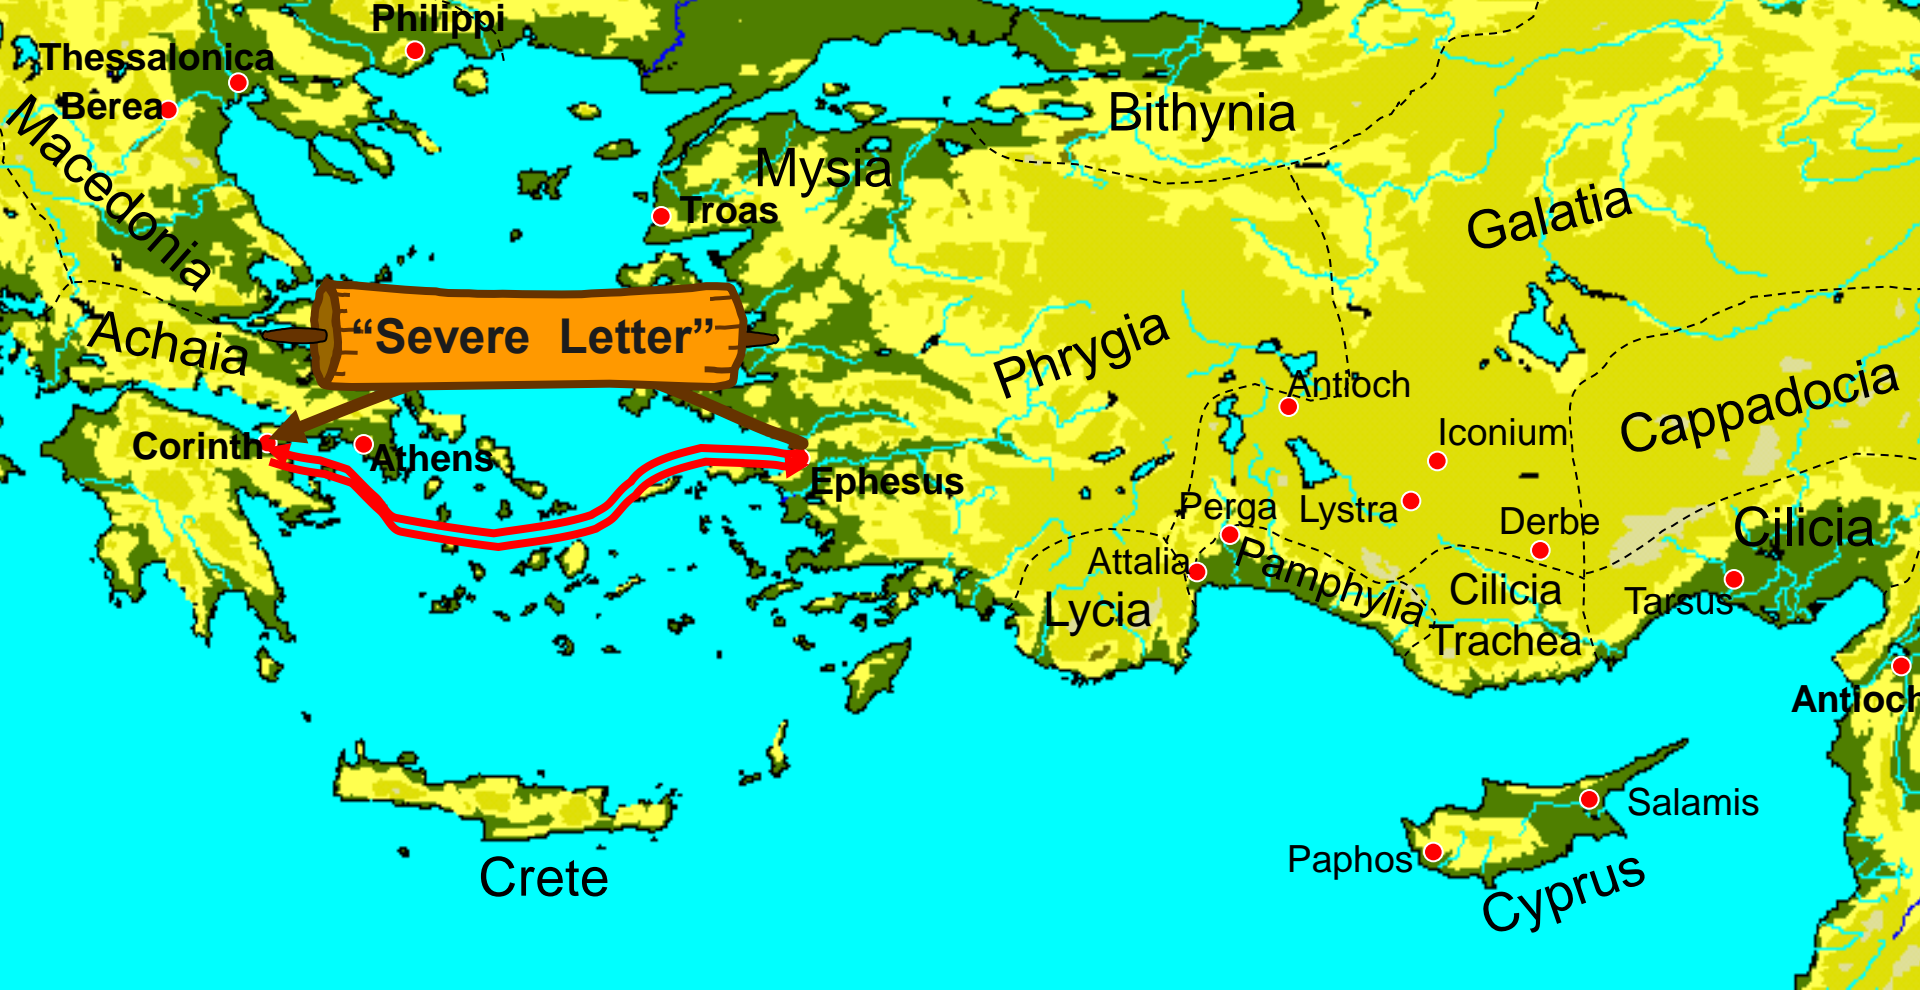 Philippi
Thessalonica
Berea
Macedonia
Bithynia
Mysia
Troas
Galatia
Achaia
“Severe Letter”
Phrygia
Antioch
Cappadocia
Corinth
Athens
Iconium
Ephesus
Perga
Lystra
Derbe
Cilicia
Attalia
Pamphylia
Cilicia
Trachea
Lycia
Tarsus
Antioch
Salamis
Paphos
Crete
Cyprus